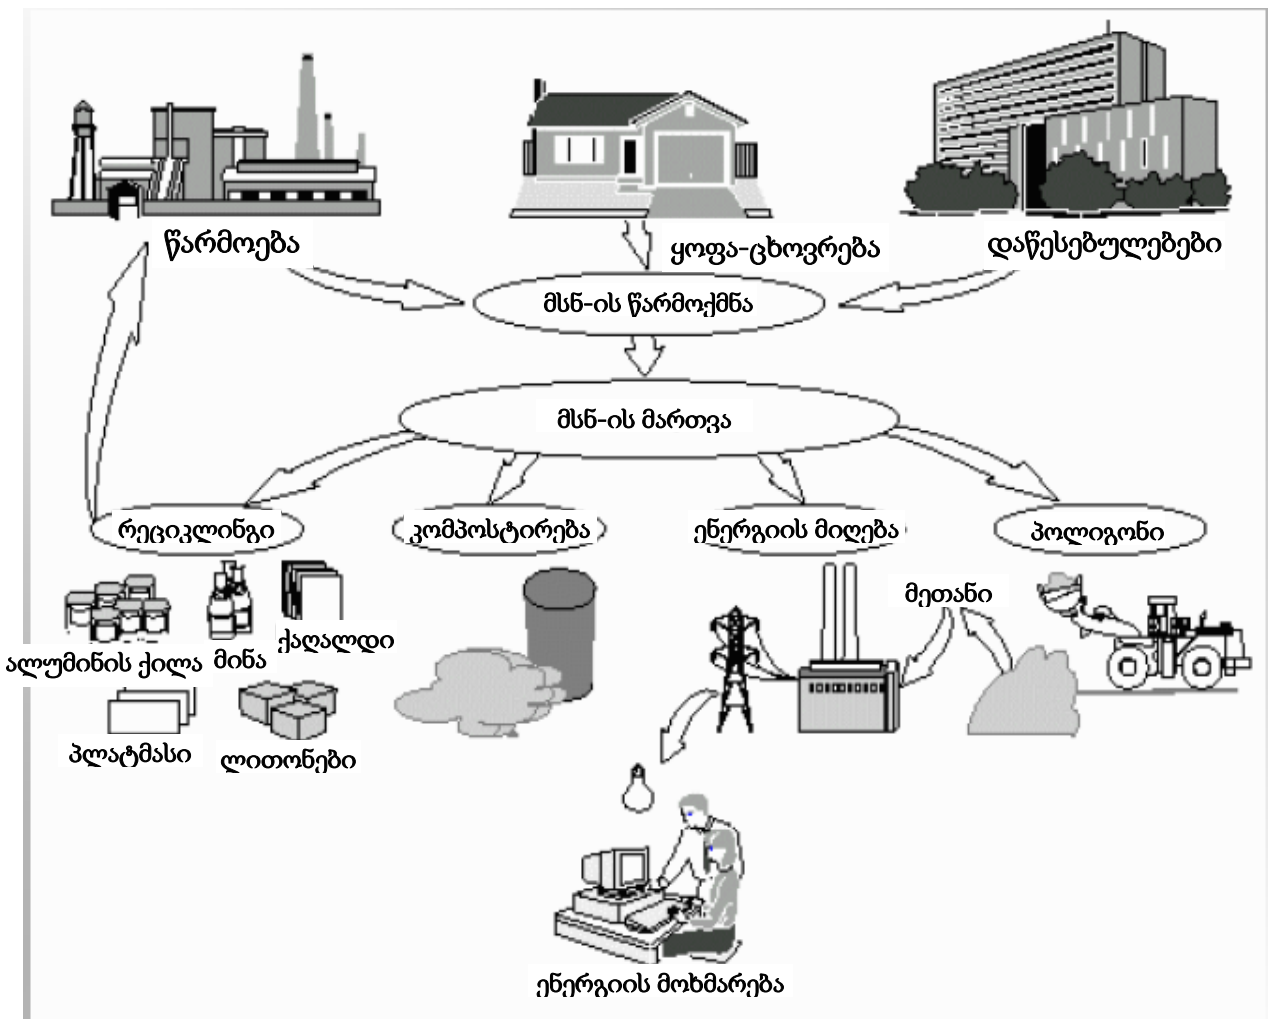 წარმოება
ყოფა-ცხოვრება
დაწესებულებები
მსნ-ის წარმოქმნა
მსნ-ის მართვა
რეციკლინგი
კომპოსტირება
ენერგიის მიღება
პოლიგონი
მეთანი
ქაღალდი
ალუმინის ქილა
მინა
პლატმასი
ლითონები
ენერგიის მოხმარება